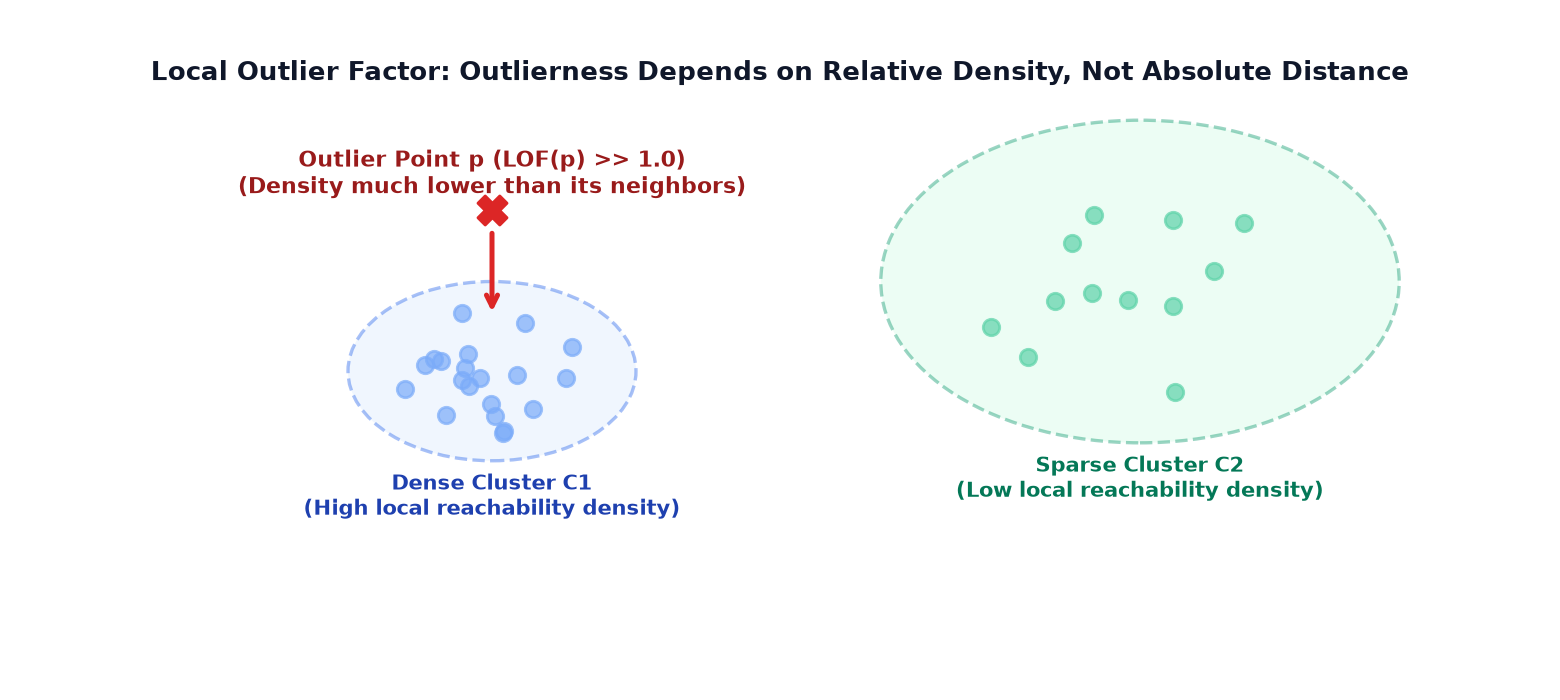 Local Outlier Factor: Outlierness Depends on Relative Density, Not Absolute Distance
Outlier Point p (LOF(p) >> 1.0)
(Density much lower than its neighbors)
Dense Cluster C1
(High local reachability density)
Sparse Cluster C2
(Low local reachability density)